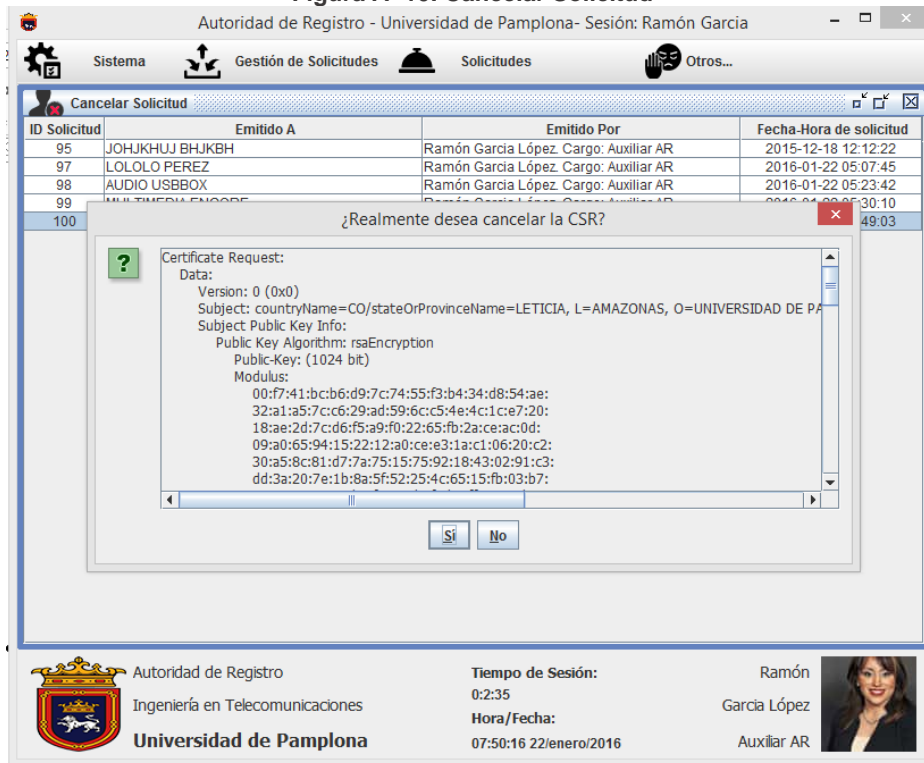 Autoridad de Registro - Universidad de Pamplona- Sesión: Ramón Garcia
Sistema Gestión de Solicitudes Solicitudes Otros...
Cancelar Solicitud
ID Solicitud Emitido A Emitido Por Fecha-Hora de solicitud
95 JOHJKHUJ BHJKBH Ramón Garcia López. Cargo: Auxiliar AR 2015-12-18 12:12:22
97 LOLOLO PEREZ Ramón Garcia López. Cargo: Auxiliar AR 2016-01-22 05:07:45
98 AUDIO USBBOX Ramón Garcia López. Cargo: Auxiliar AR 2016-01-22 05:23:42
99 30:10
100 49:03
¿Realmente desea cancelar la CSR?
Certificate Request:
Data:
Version: 0 (0x0)
Subject: countryName=CO/stateOrProvinceName=LETICIA, L=AMAZONAS, O=UNIVERSIDAD DE PA
Subject Public Key Info:
Public Key Algorithm: rsaEncryption
Public-Key: (1024 bit)
Modulus:
00:f7:41:bc:b6:d9:7c:74:55:f3:b4:34:d8:54:ae:
32:a1:a5:7c:c6:29:ad:59:6c:c5:4e:4c:1c:e7:20:
18:ae:2d:7c:d6:f5:a9:f0:22:65:fb:2a:ce:ac:0d:
09:a0:65:94:15:22:12:a0:ce:e3:1a:c1:06:20:c2:
30:a5:8c:81:d7:7a:75:15:75:92:18:43:02:91:c3:
dd:3a:20:7e:1b:8a:5f:52:25:4c:65:15:fb:03:b7:
Sí No
Autoridad de Registro
Ingeniería en Telecomunicaciones
Universidad de Pamplona
Tiempo de Sesión:
0:2:35
Hora/Fecha:
07:50:16 22/enero/2016
Ramón
Garcia López
Auxiliar AR